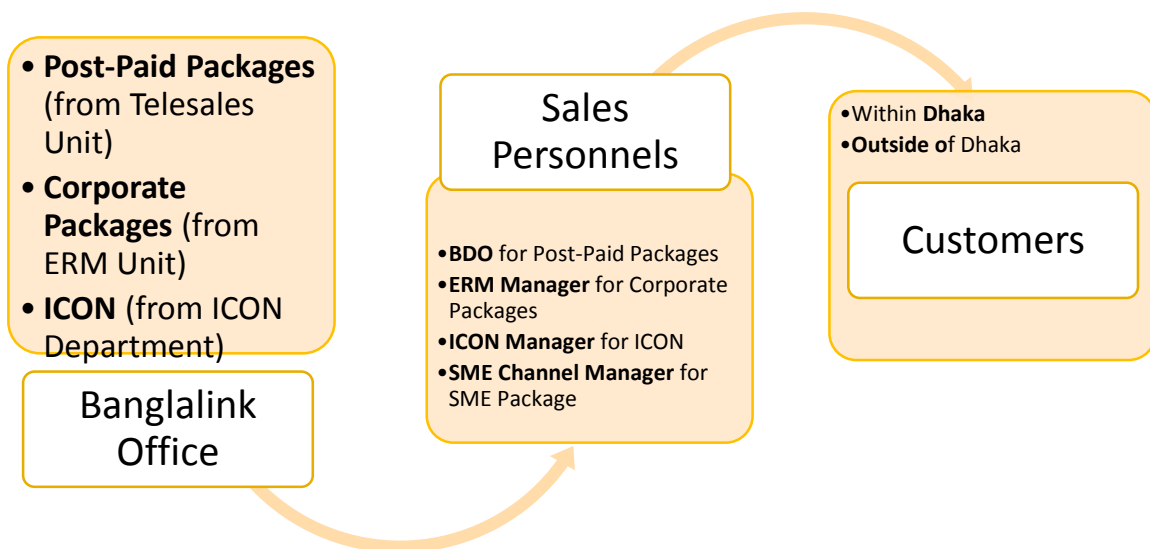 • Post-Paid Packages
(from Telesales
Unit)
• Corporate
Packages (from
ERM Unit)
• ICON (from ICON
Department)
Banglalink
Office
Sales
Personnels
•BDO for Post-Paid Packages
•ERM Manager for Corporate
Packages
•ICON Manager for ICON
•SME Channel Manager for
SME Package
•Within Dhaka
•Outside of Dhaka
Customers